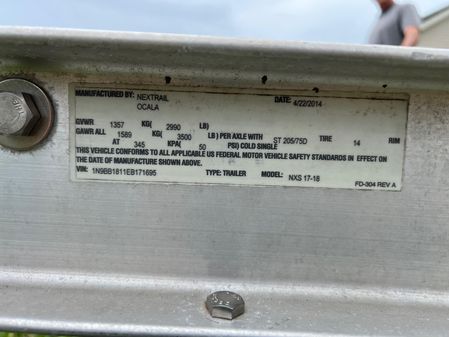 MANUFACTURED BY: NEXTRAIL DATE: 4/22/2014
OCALA
GVWR 1357 KG( 2990 LB)
GAWR ALL 1589 KG( 3500 LB) PER AXLE WITH ST 205/75D TIRE 14 RIM
AT 345 KPA( 50 PSI) COLD SINGLE
THIS VEHICLE CONFORMS TO ALL APPLICABLE US FEDERAL MOTOR VEHICLE SAFETY STANDARDS IN EFFECT ON
THE DATE OF MANUFACTURE SHOWN ABOVE.
VIN: 1N9BB1811EB171695 TYPE: TRAILER MODEL: NXS 17-18
FD-304 REV A